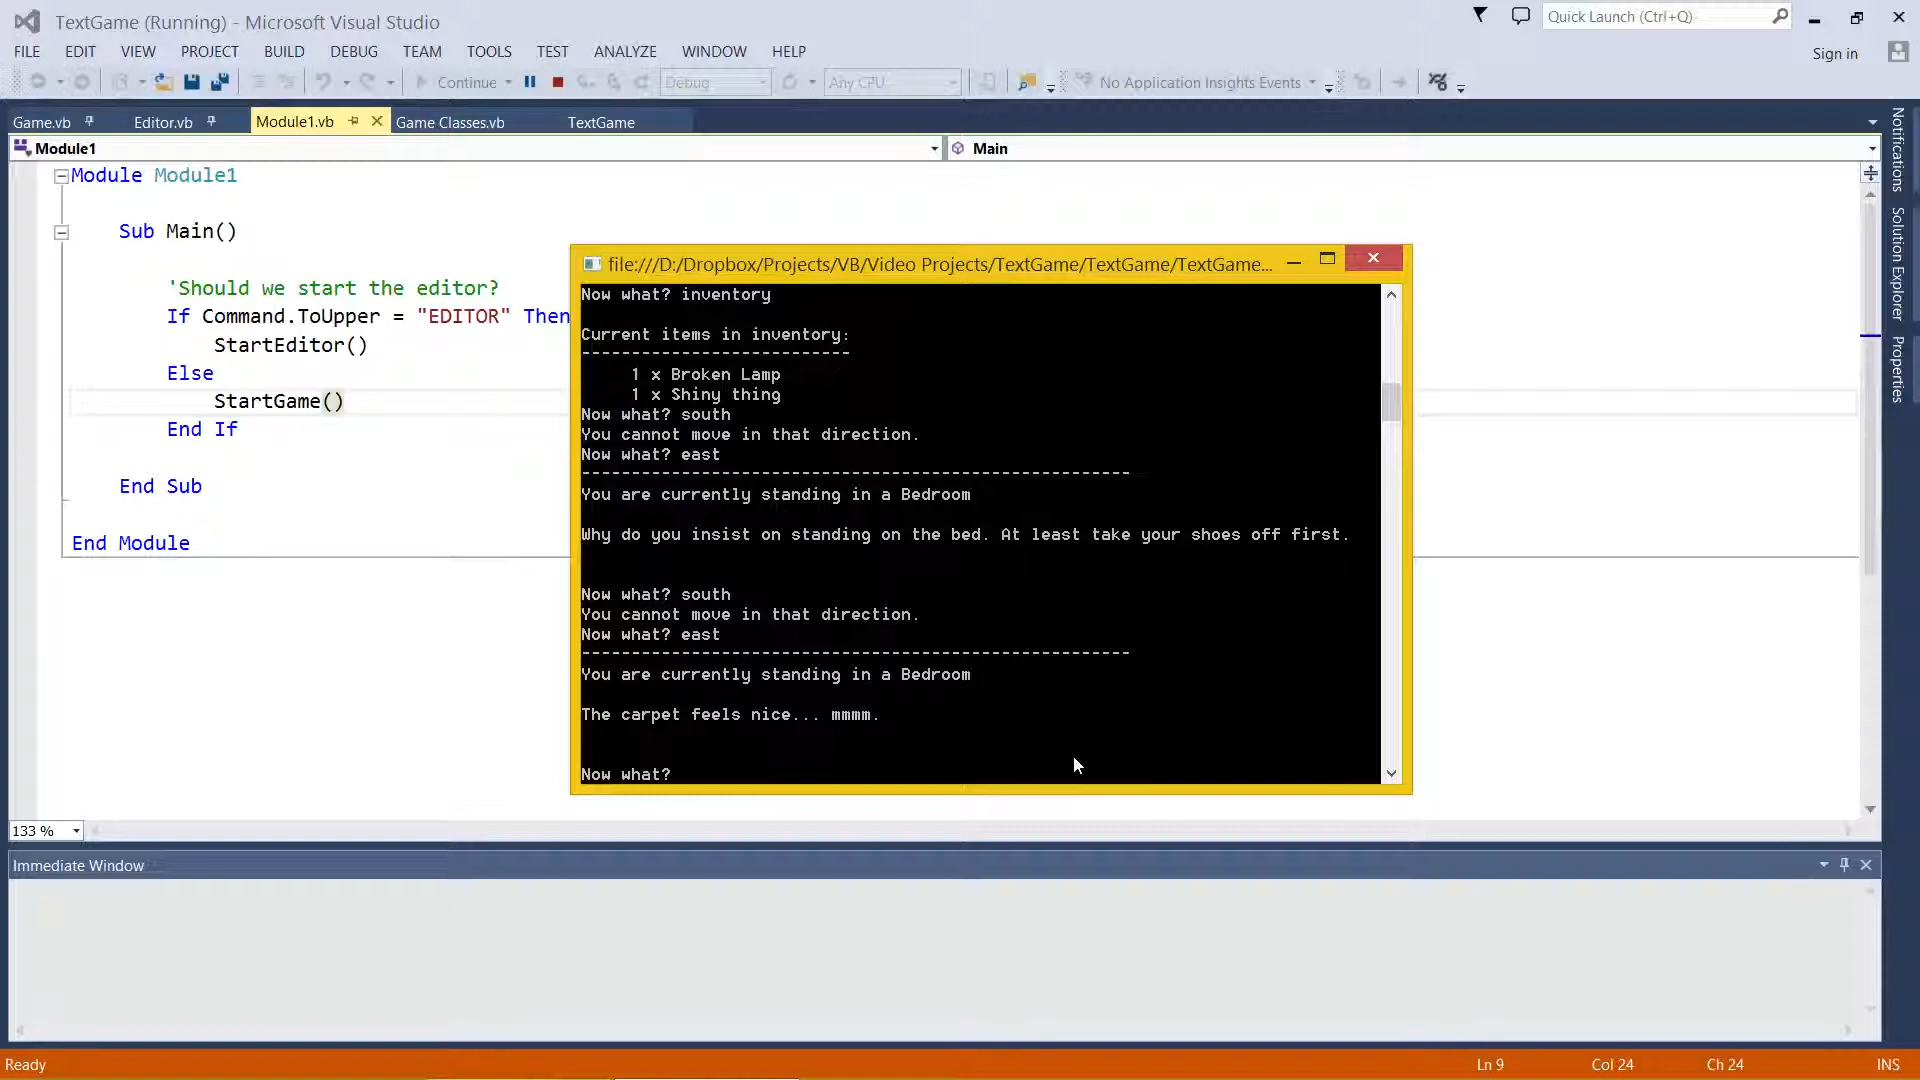 TextGame (Running) - Microsoft Visual Studio
Quick Launch (Ctrl+Q)
FILE EDIT VIEW PROJECT BUILD DEBUG TEAM TOOLS TEST ANALYZE WINDOW HELP
Sign in
Continue Debug Any CPU No Application Insights Events
Game.vb Editor.vb Module1.vb Game Classes.vb TextGame
Module1 Main
Module Module1
Sub Main()
'Should we start the editor?
If Command.ToUpper = "EDITOR" Then
StartEditor()
Else
StartGame()
End If
End Sub
End Module
file:///D:/Dropbox/Projects/VB/Video Projects/TextGame/TextGame/TextGame...
Now what? inventory
Current items in inventory:
---------------------------
1 x Broken Lamp
1 x Shiny thing
Now what? south
You cannot move in that direction.
Now what? east
-------------------------------------------------------
You are currently standing in a Bedroom
Why do you insist on standing on the bed. At least take your shoes off first.
Now what? south
You cannot move in that direction.
Now what? east
-------------------------------------------------------
You are currently standing in a Bedroom
The carpet feels nice... mmmm.
Now what?
Notifications
Solution Explorer
Properties
133 %
Immediate Window
Ready Ln 9 Col 24 Ch 24 INS